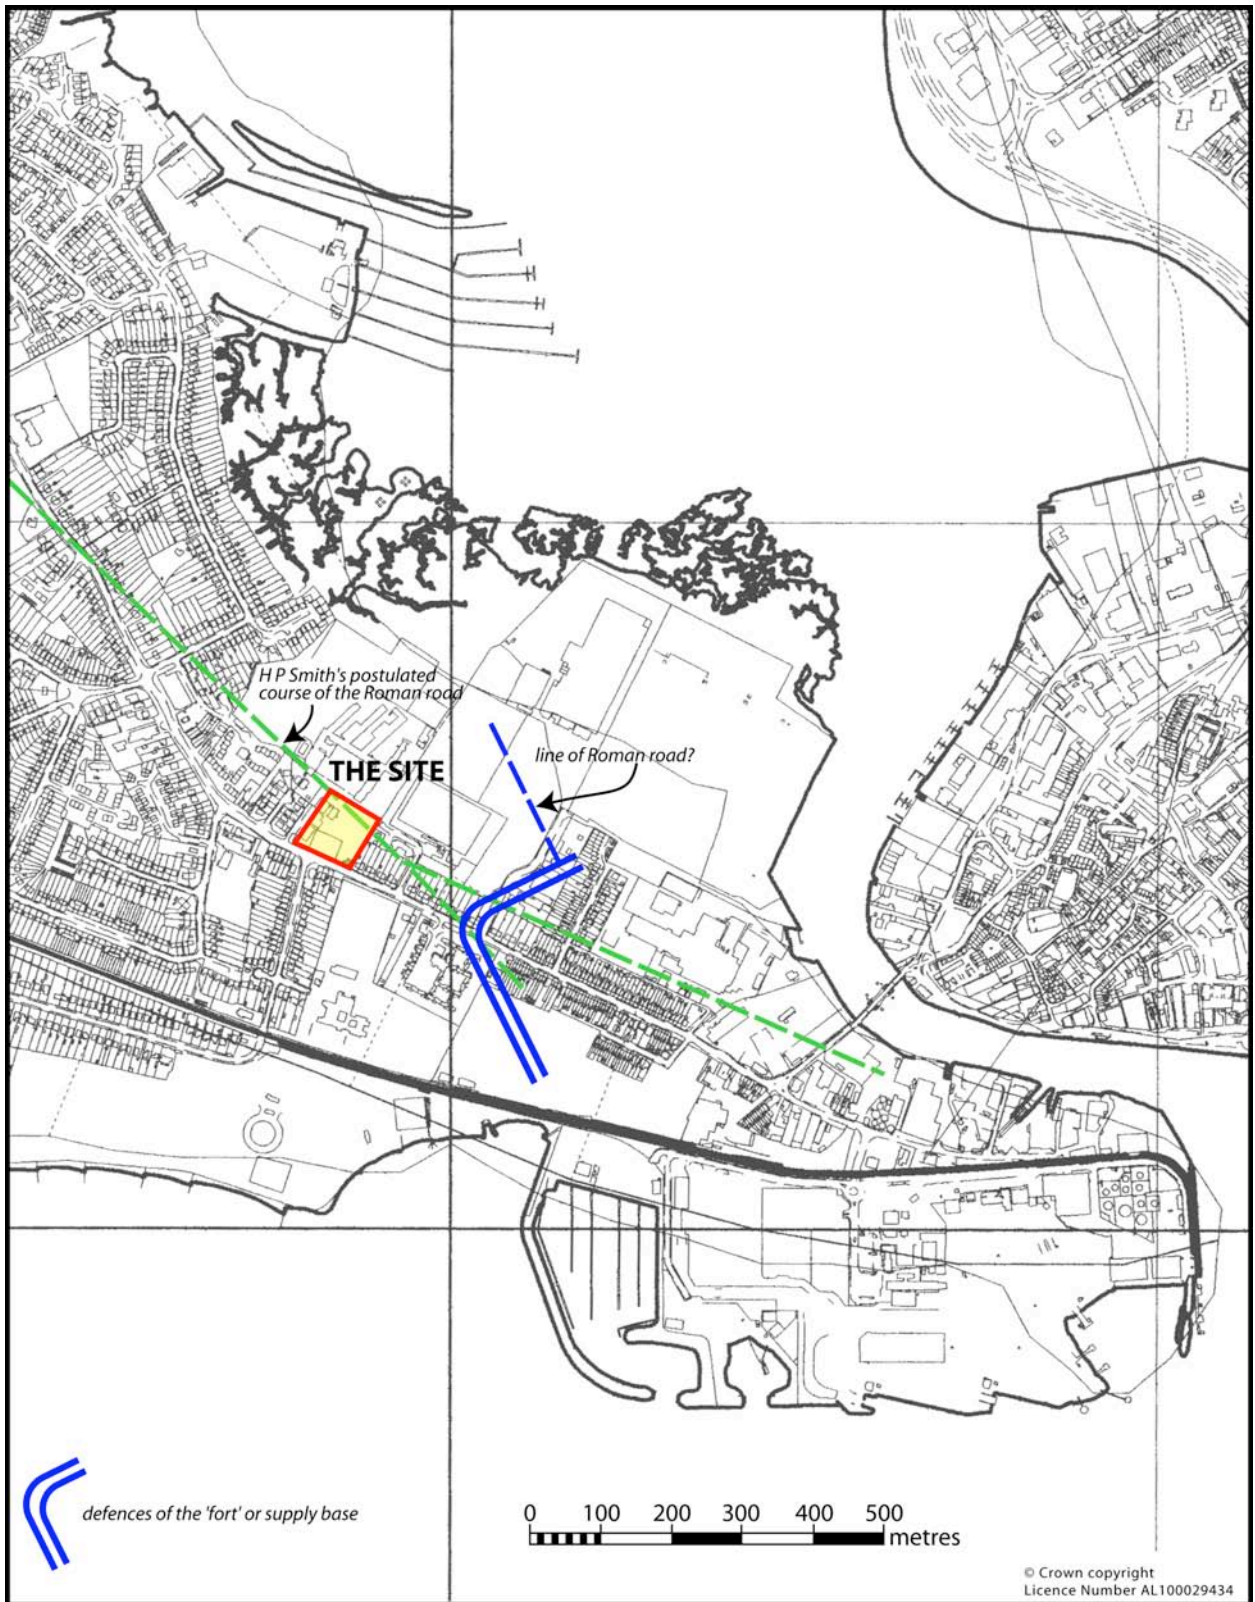 H P Smith's postulated
course of the Roman road
THE SITE
line of Roman road?
defences of the 'fort' or supply base
0 100 200 300 400 500
metres
© Crown copyright
Licence Number AL100029434